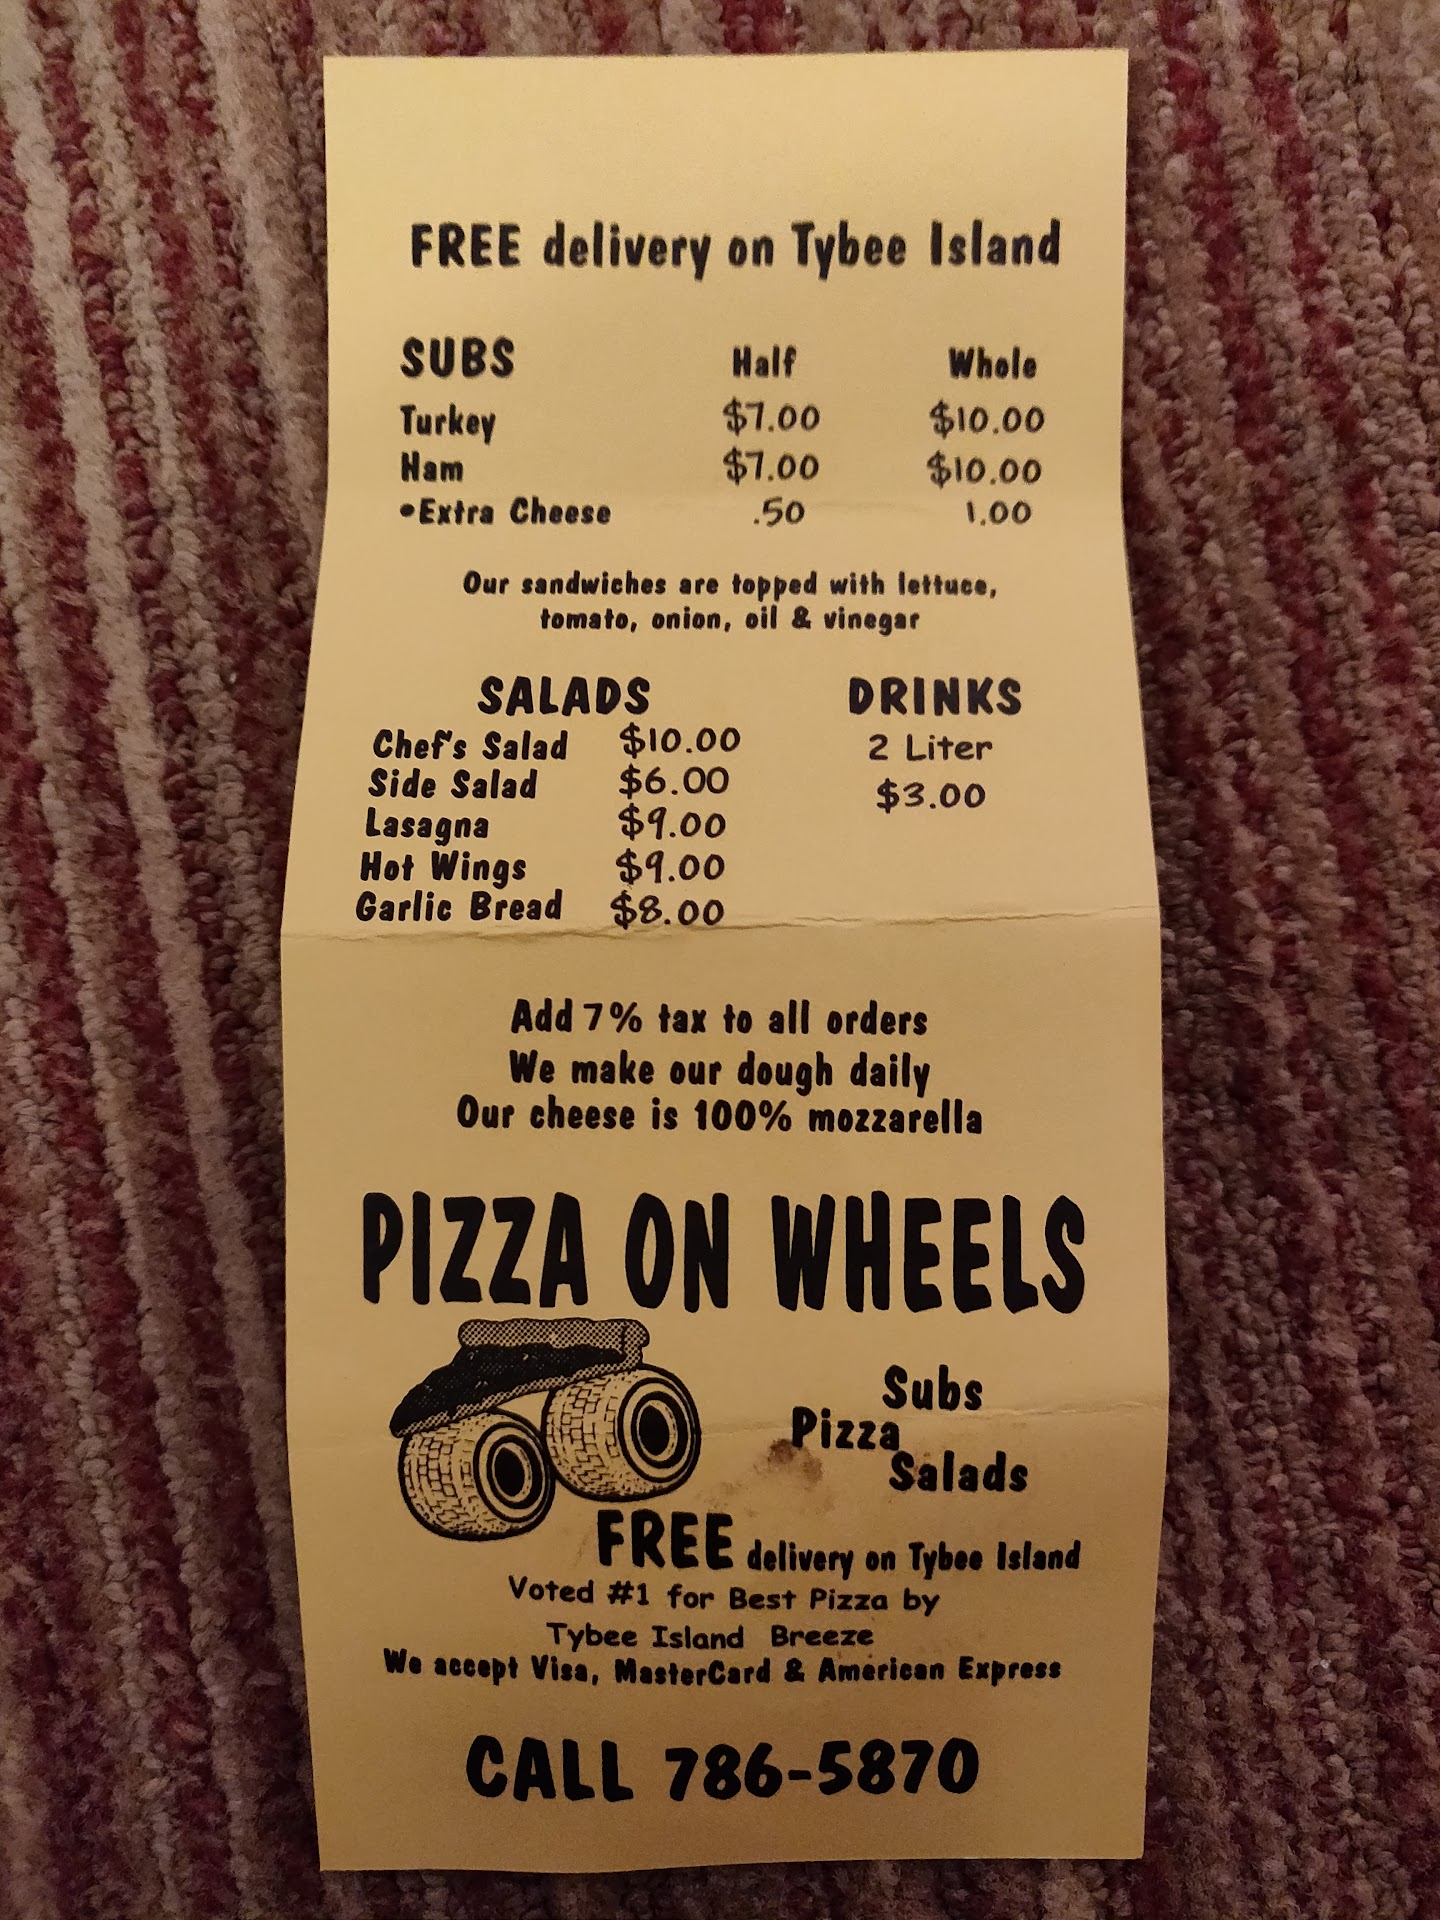 FREE delivery on Tybee Island
SUBS Half Whole
Turkey $7.00 $10.00
Ham $7.00 $10.00
•Extra Cheese .50 1.00
Our sandwiches are topped with lettuce,
tomato, onion, oil & vinegar
SALADS
Chef's Salad $10.00
Side Salad $6.00
Lasagna $9.00
Hot Wings $9.00
Garlic Bread $8.00
DRINKS
2 Liter
$3.00
Add 7% tax to all orders
We make our dough daily
Our cheese is 100% mozzarella
PIZZA ON WHEELS
Subs
Pizza
Salads
FREE delivery on Tybee Island
Voted #1 for Best Pizza by
Tybee Island Breeze
We accept Visa, MasterCard & American Express
CALL 786-5870